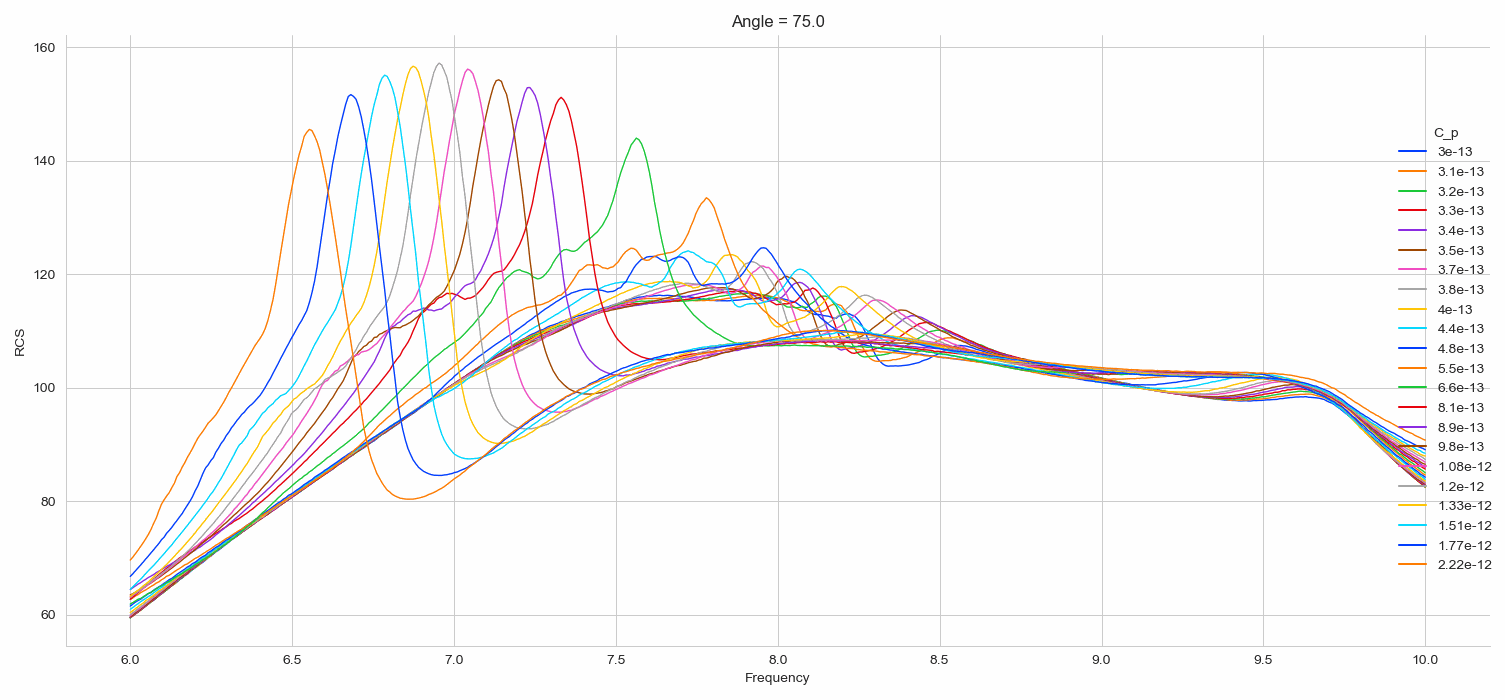 Angle = 75.0
160
140
120
100
80
60
RCS
6.0
6.5
7.0
7.5
8.0
8.5
9.0
9.5
10.0
Frequency
C_p
3e-13
3.1e-13
3.2e-13
3.3e-13
3.4e-13
3.5e-13
3.7e-13
3.8e-13
4e-13
4.4e-13
4.8e-13
5.5e-13
6.6e-13
8.1e-13
8.9e-13
9.8e-13
1.08e-12
1.2e-12
1.33e-12
1.51e-12
1.77e-12
2.22e-12